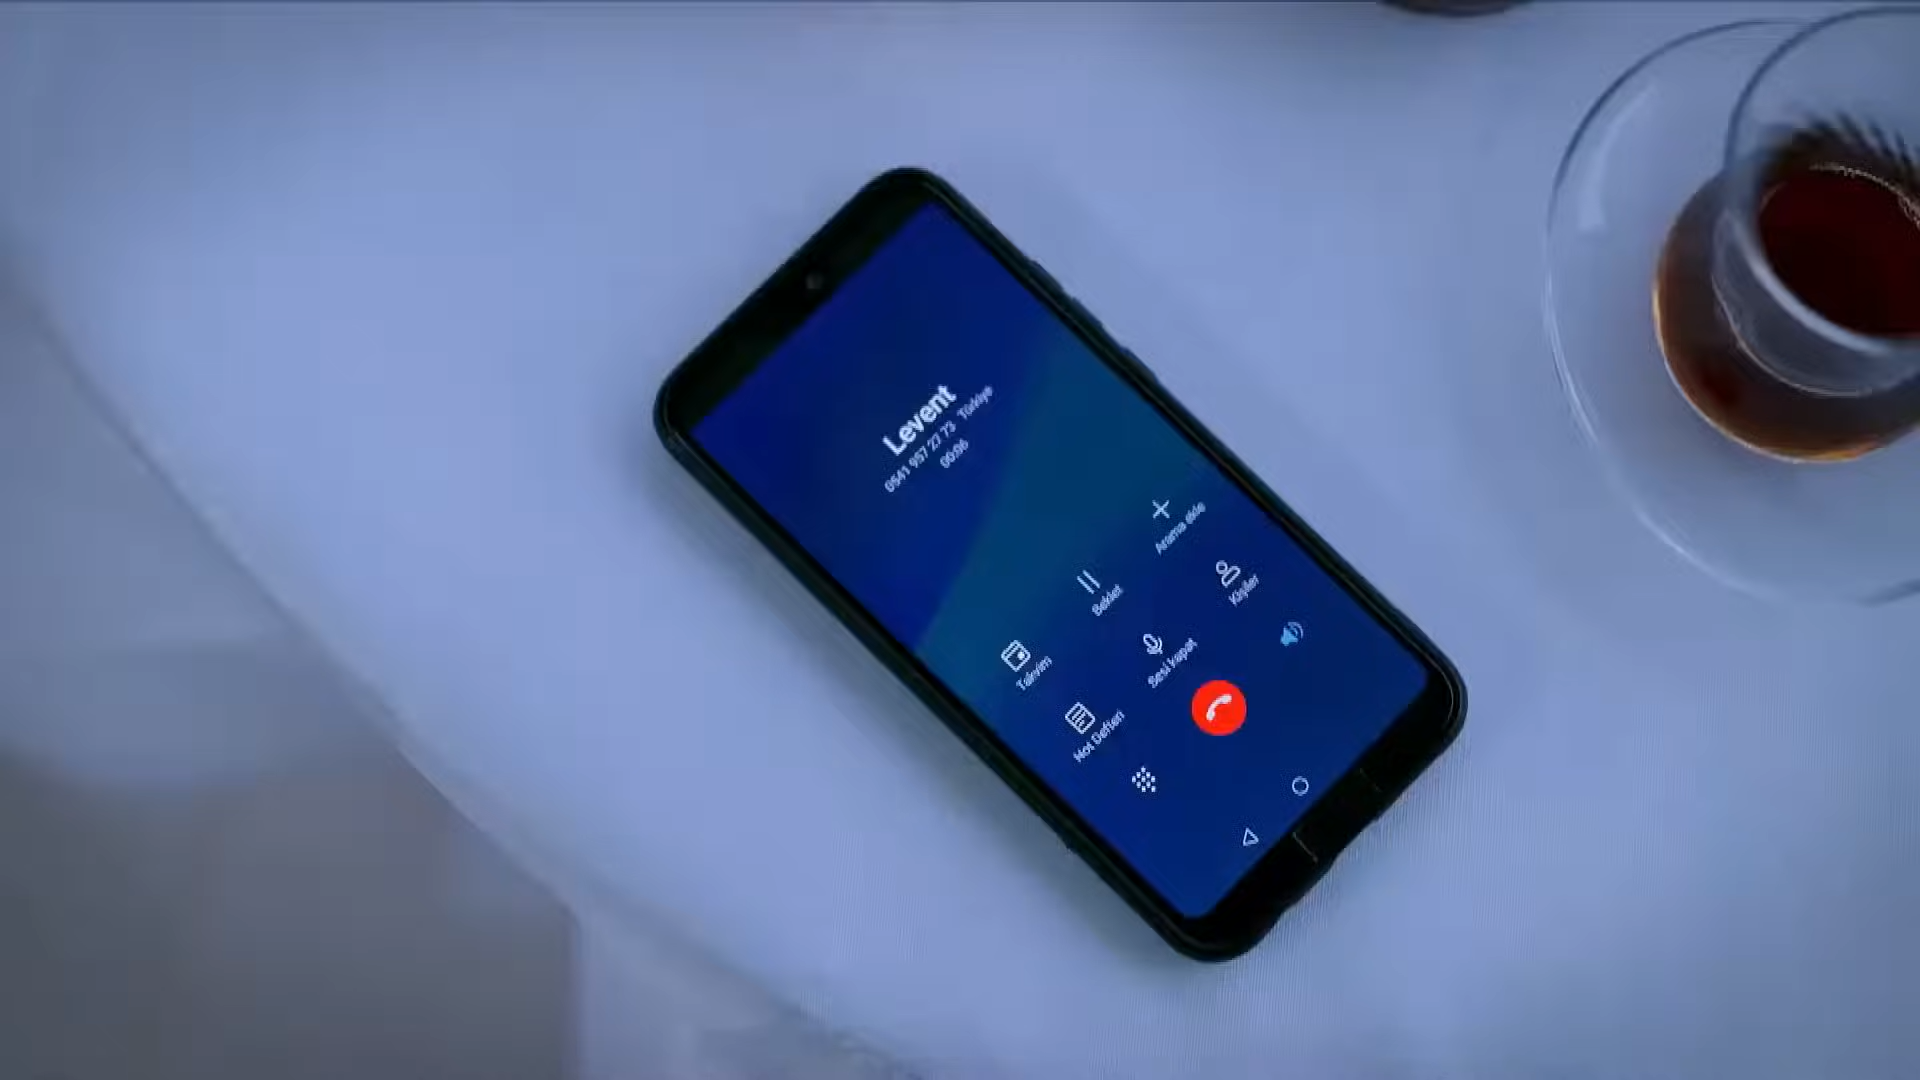 Levent
0541 957 27 73 Türkiye
00:06
Takvim
Beklet
Arama ekle
Not Defteri
Sesi kapat
Kişiler